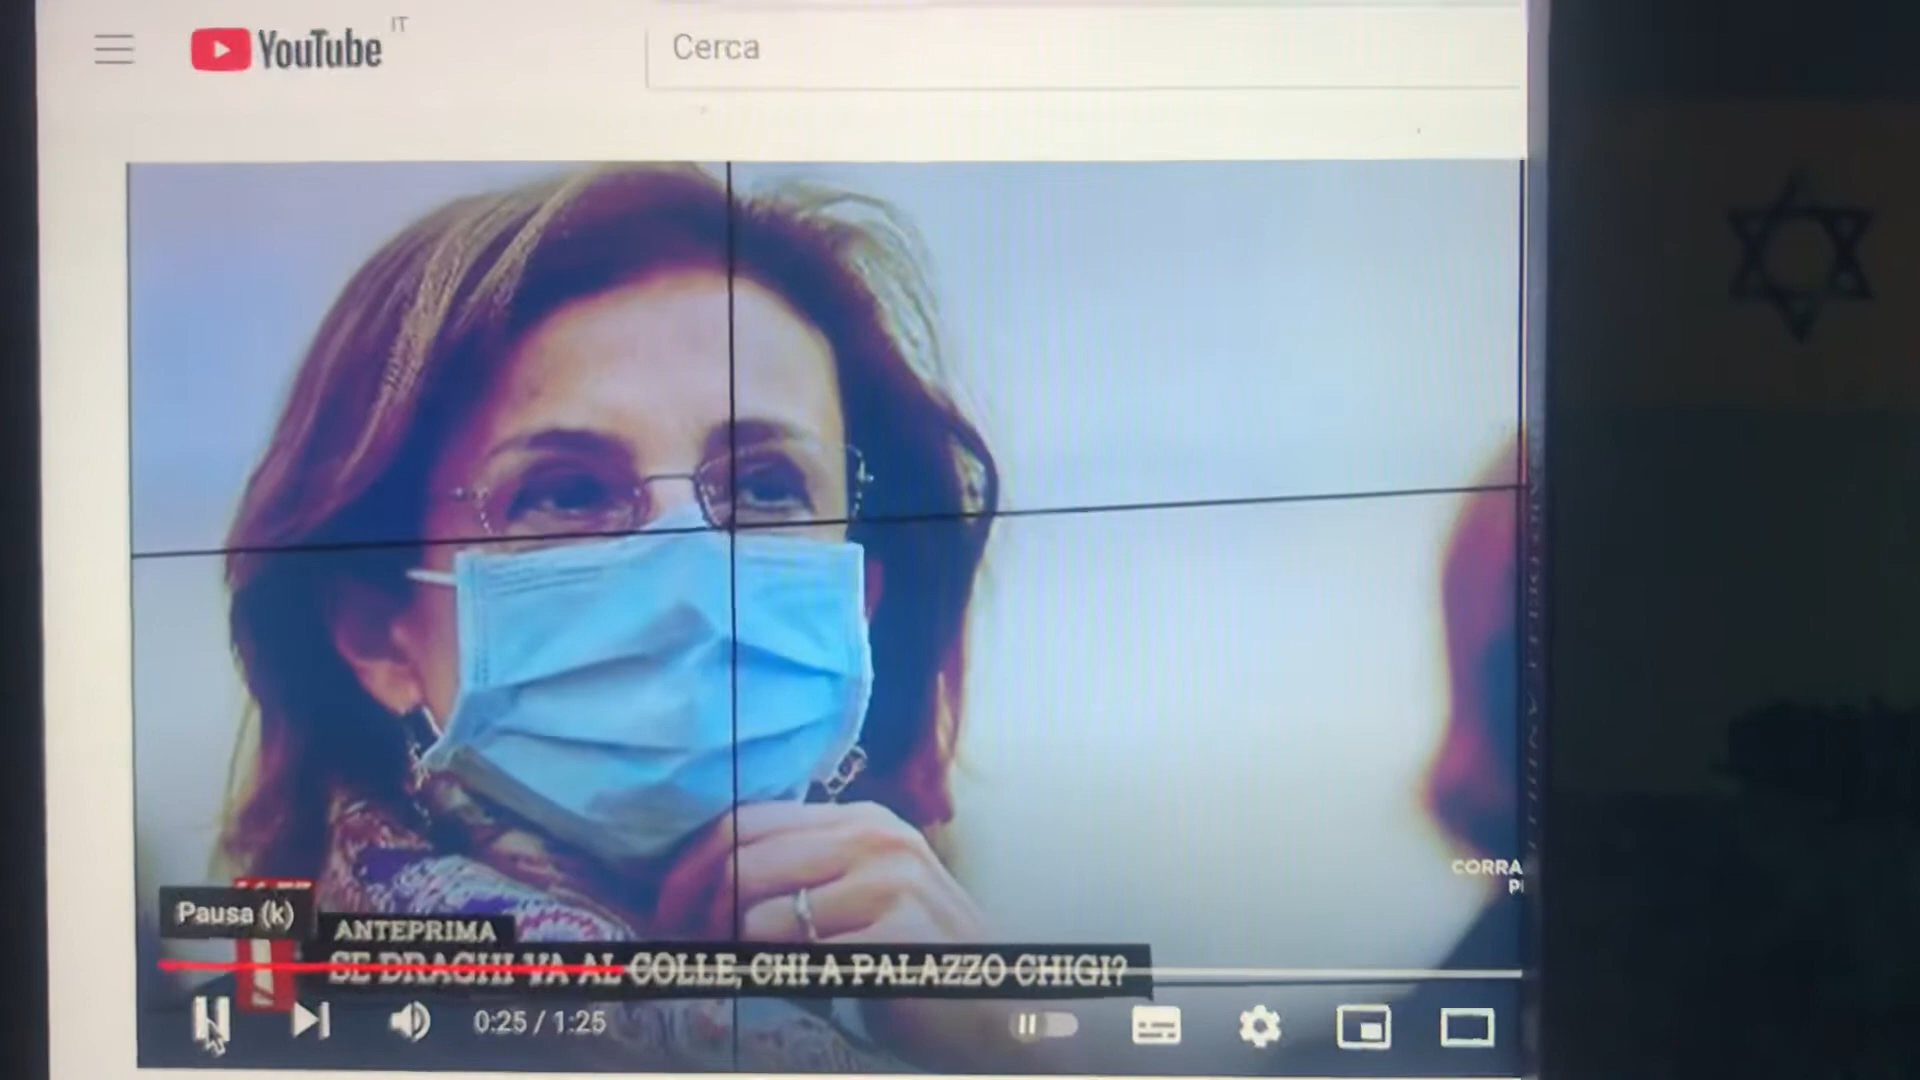 YouTube IT
Cerca
CORRA
Pausa (k)
ANTEPRIMA
SE DRAGHI VA AL COLLE, CHI A PALAZZO CHIGI?
0:25 / 1:25